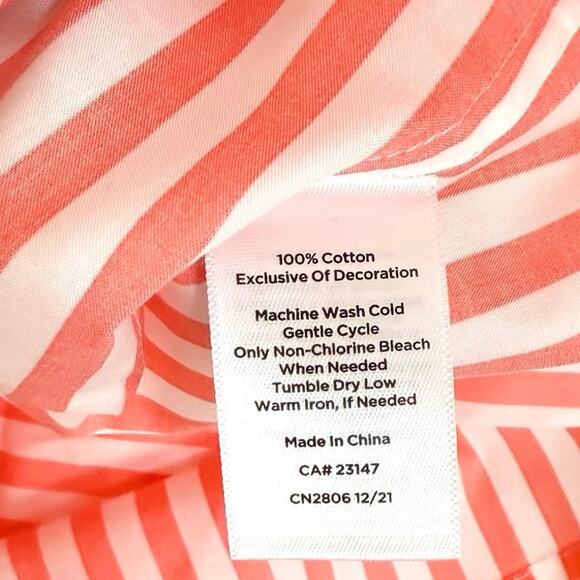 100% Cotton
Exclusive Of Decoration
Machine Wash Cold
Gentle Cycle
Only Non-Chlorine Bleach
When Needed
Tumble Dry Low
Warm Iron, If Needed
Made In China
CA# 23147
CN2806 12/21